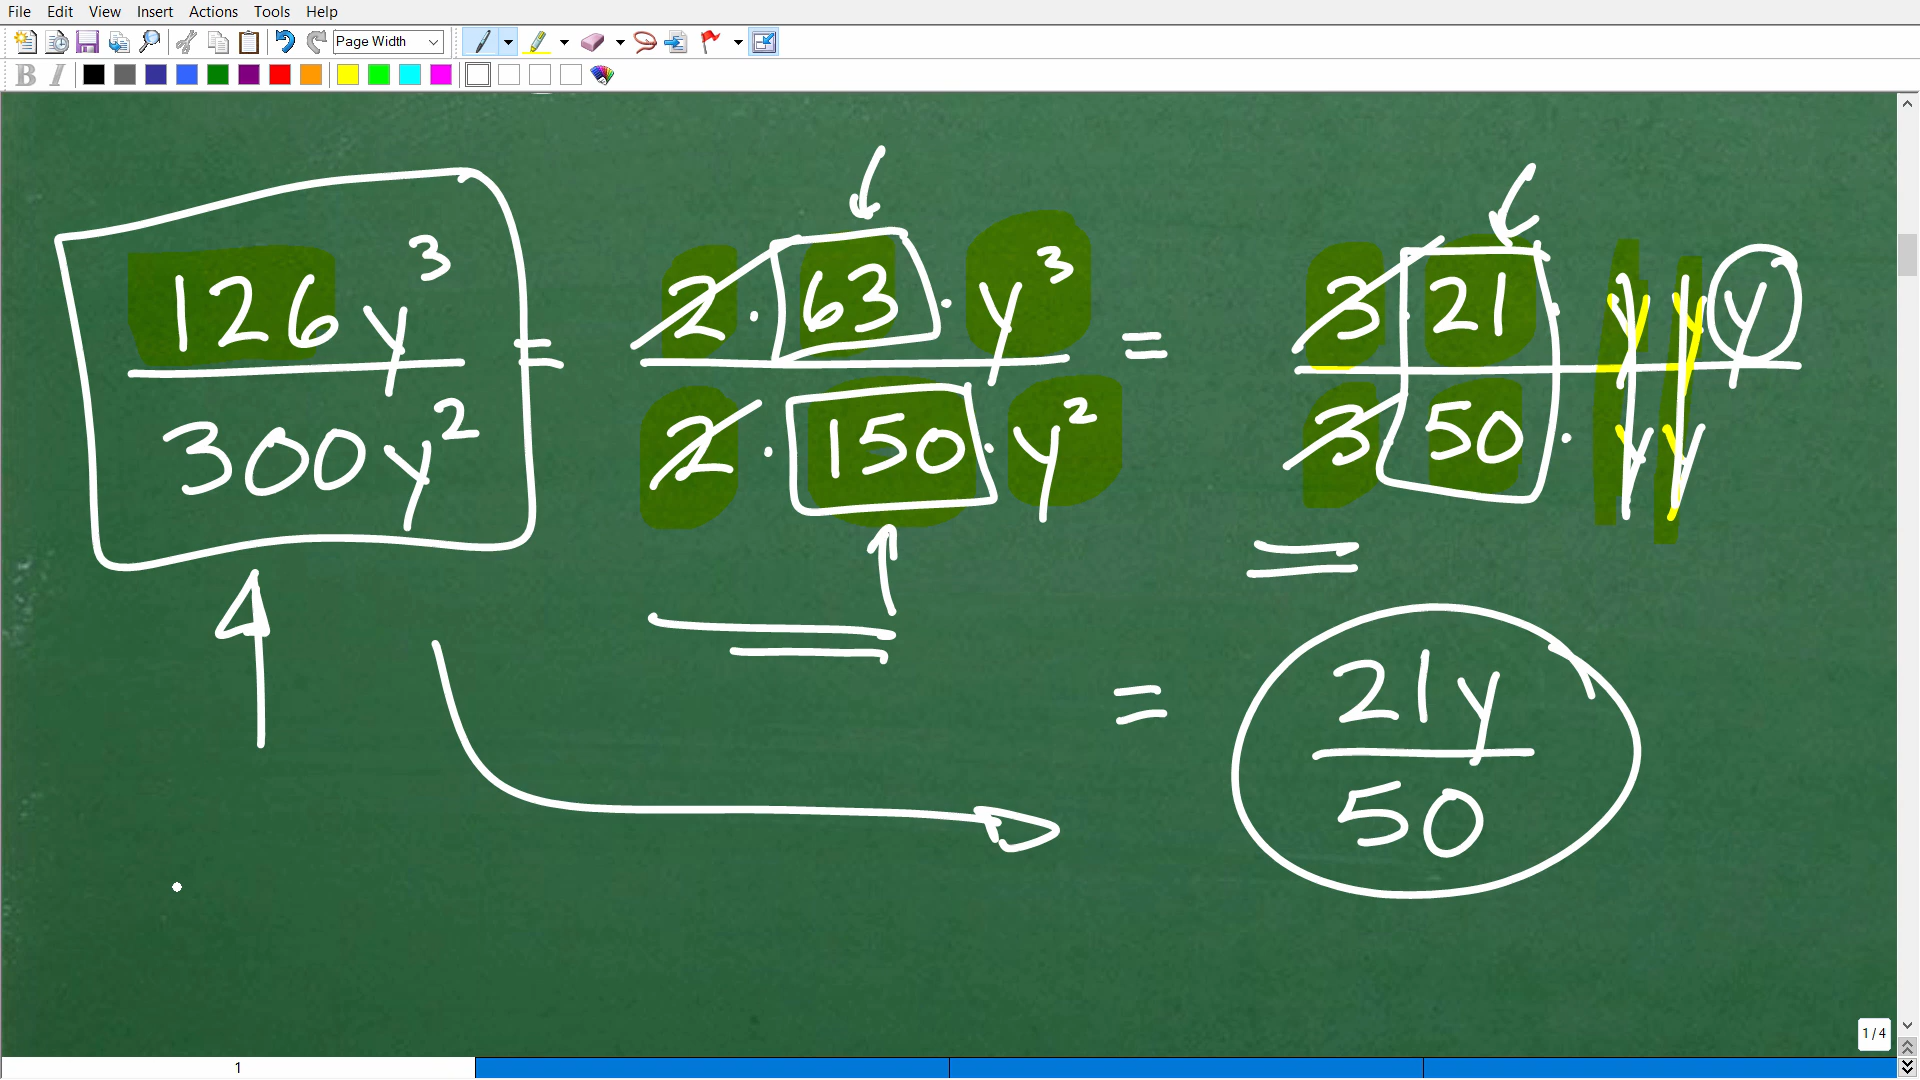 File Edit View Insert Actions Tools Help
Page Width
B I
126y³ / 300y² = 2 · 63 · y³ / 2 · 150 · y² = 3 · 21 · y y y / 3 · 50 · y y
= 21y / 50
1 / 4
1